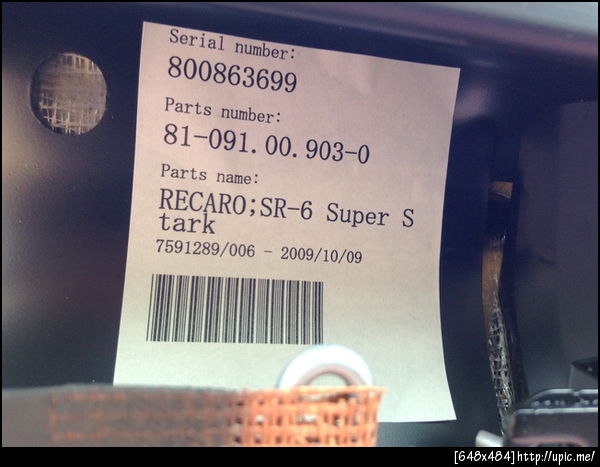 Serial number:
800863699
Parts number:
81-091.00.903-0
Parts name:
RECARO;SR-6 Super S
tark
7591289/006 - 2009/10/09
[648x484]http://upic.me/